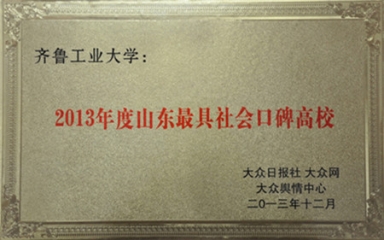 齐鲁工业大学：
2013年度山东最具社会口碑高校
大众日报社 大众网
大众舆情中心
二〇一三年十二月